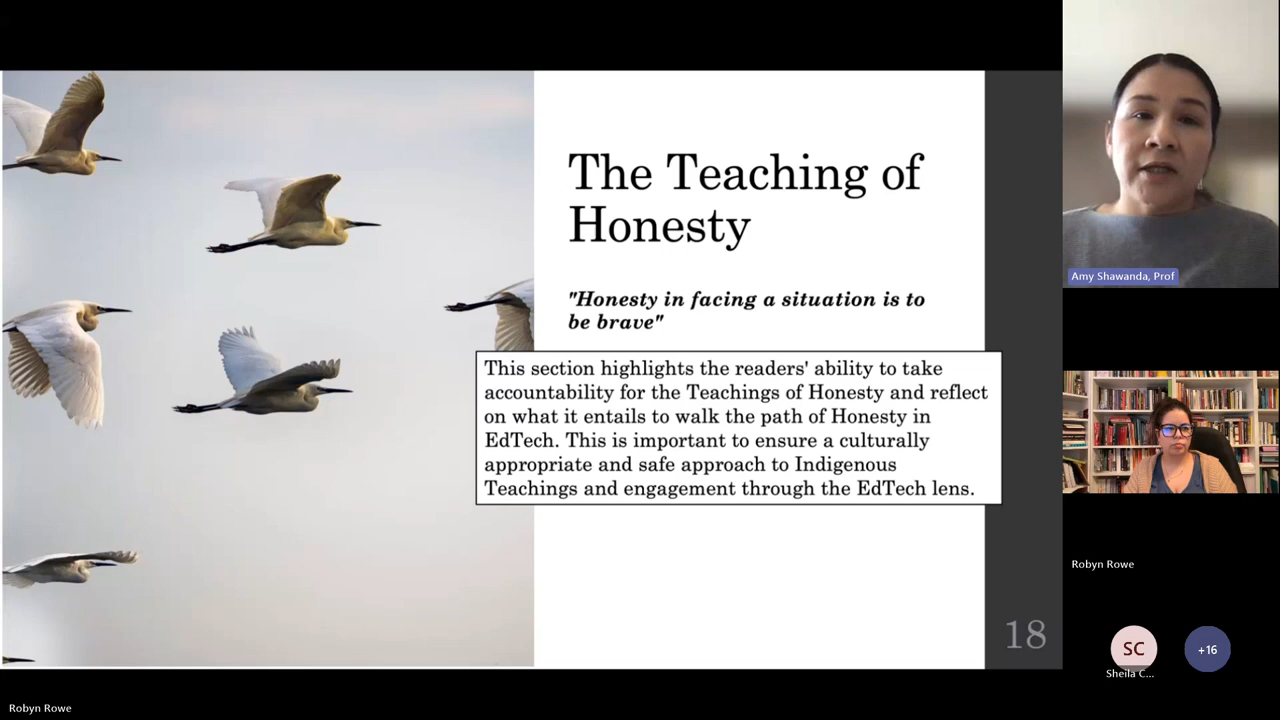 The Teaching of
Honesty
"Honesty in facing a situation is to
be brave"
This section highlights the readers' ability to take
accountability for the Teachings of Honesty and reflect
on what it entails to walk the path of Honesty in
EdTech. This is important to ensure a culturally
appropriate and safe approach to Indigenous
Teachings and engagement through the EdTech lens.
18
Amy Shawanda, Prof
Robyn Rowe
SC
Sheila C...
+16
Robyn Rowe